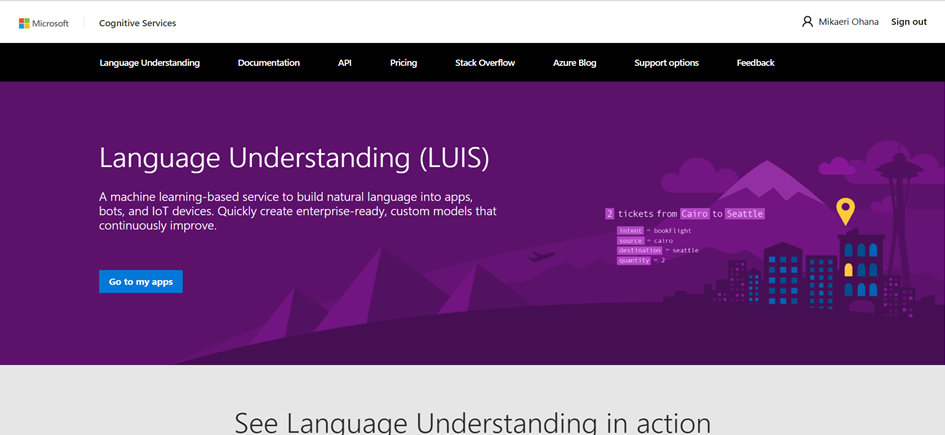 Microsoft Cognitive Services Mikaeri Ohana Sign out
Language Understanding Documentation API Pricing Stack Overflow Azure Blog Support options Feedback
Language Understanding (LUIS)
A machine learning-based service to build natural language into apps,
bots, and IoT devices. Quickly create enterprise-ready, custom models that
continuously improve.
Go to my apps
2 tickets from Cairo to Seattle
intent = bookFlight
source = cairo
destination = seattle
quantity = 2
See Language Understanding in action